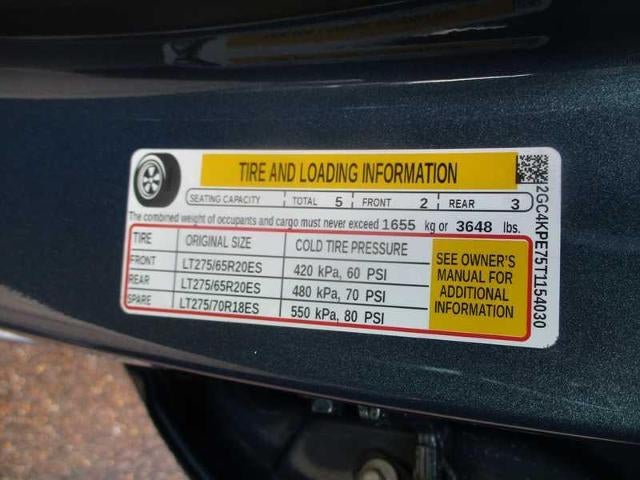 TIRE AND LOADING INFORMATION
SEATING CAPACITY TOTAL 5 FRONT 2 REAR 3
The combined weight of occupants and cargo must never exceed 1655 kg or 3648 lbs.
TIRE ORIGINAL SIZE COLD TIRE PRESSURE
FRONT LT275/65R20ES 420 kPa, 60 PSI
REAR LT275/65R20ES 480 kPa, 70 PSI
SPARE LT275/70R18ES 550 kPa, 80 PSI
SEE OWNER'S
MANUAL FOR
ADDITIONAL
INFORMATION
2GC4KPE75T1154030